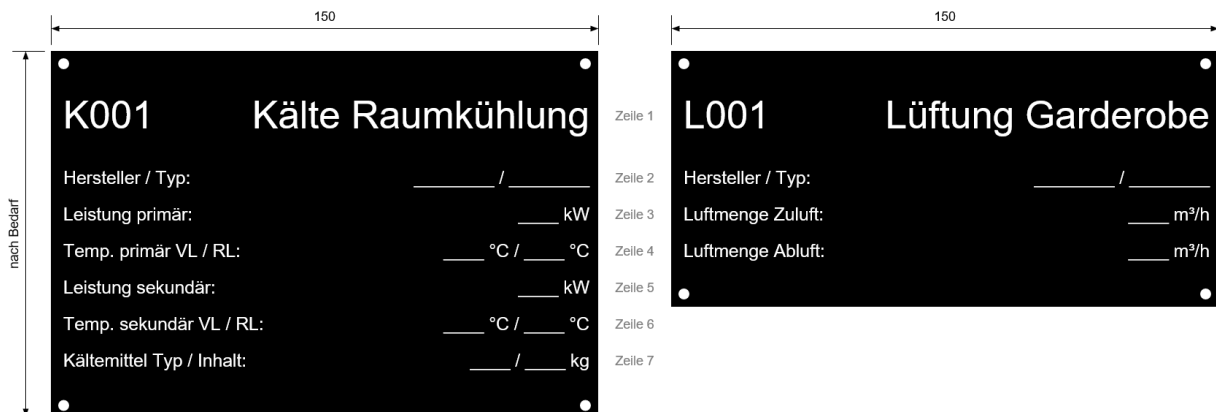 150
150
nach Bedarf
K001 Kälte Raumkühlung
Hersteller / Typ: ________ / ________
Leistung primär: ____ kW
Temp. primär VL / RL: ____ °C / ____ °C
Leistung sekundär: ____ kW
Temp. sekundär VL / RL: ____ °C / ____ °C
Kältemittel Typ / Inhalt: ____ / ____ kg
Zeile 1
Zeile 2
Zeile 3
Zeile 4
Zeile 5
Zeile 6
Zeile 7
L001 Lüftung Garderobe
Hersteller / Typ: ________ / ________
Luftmenge Zuluft: ____ m³/h
Luftmenge Abluft: ____ m³/h